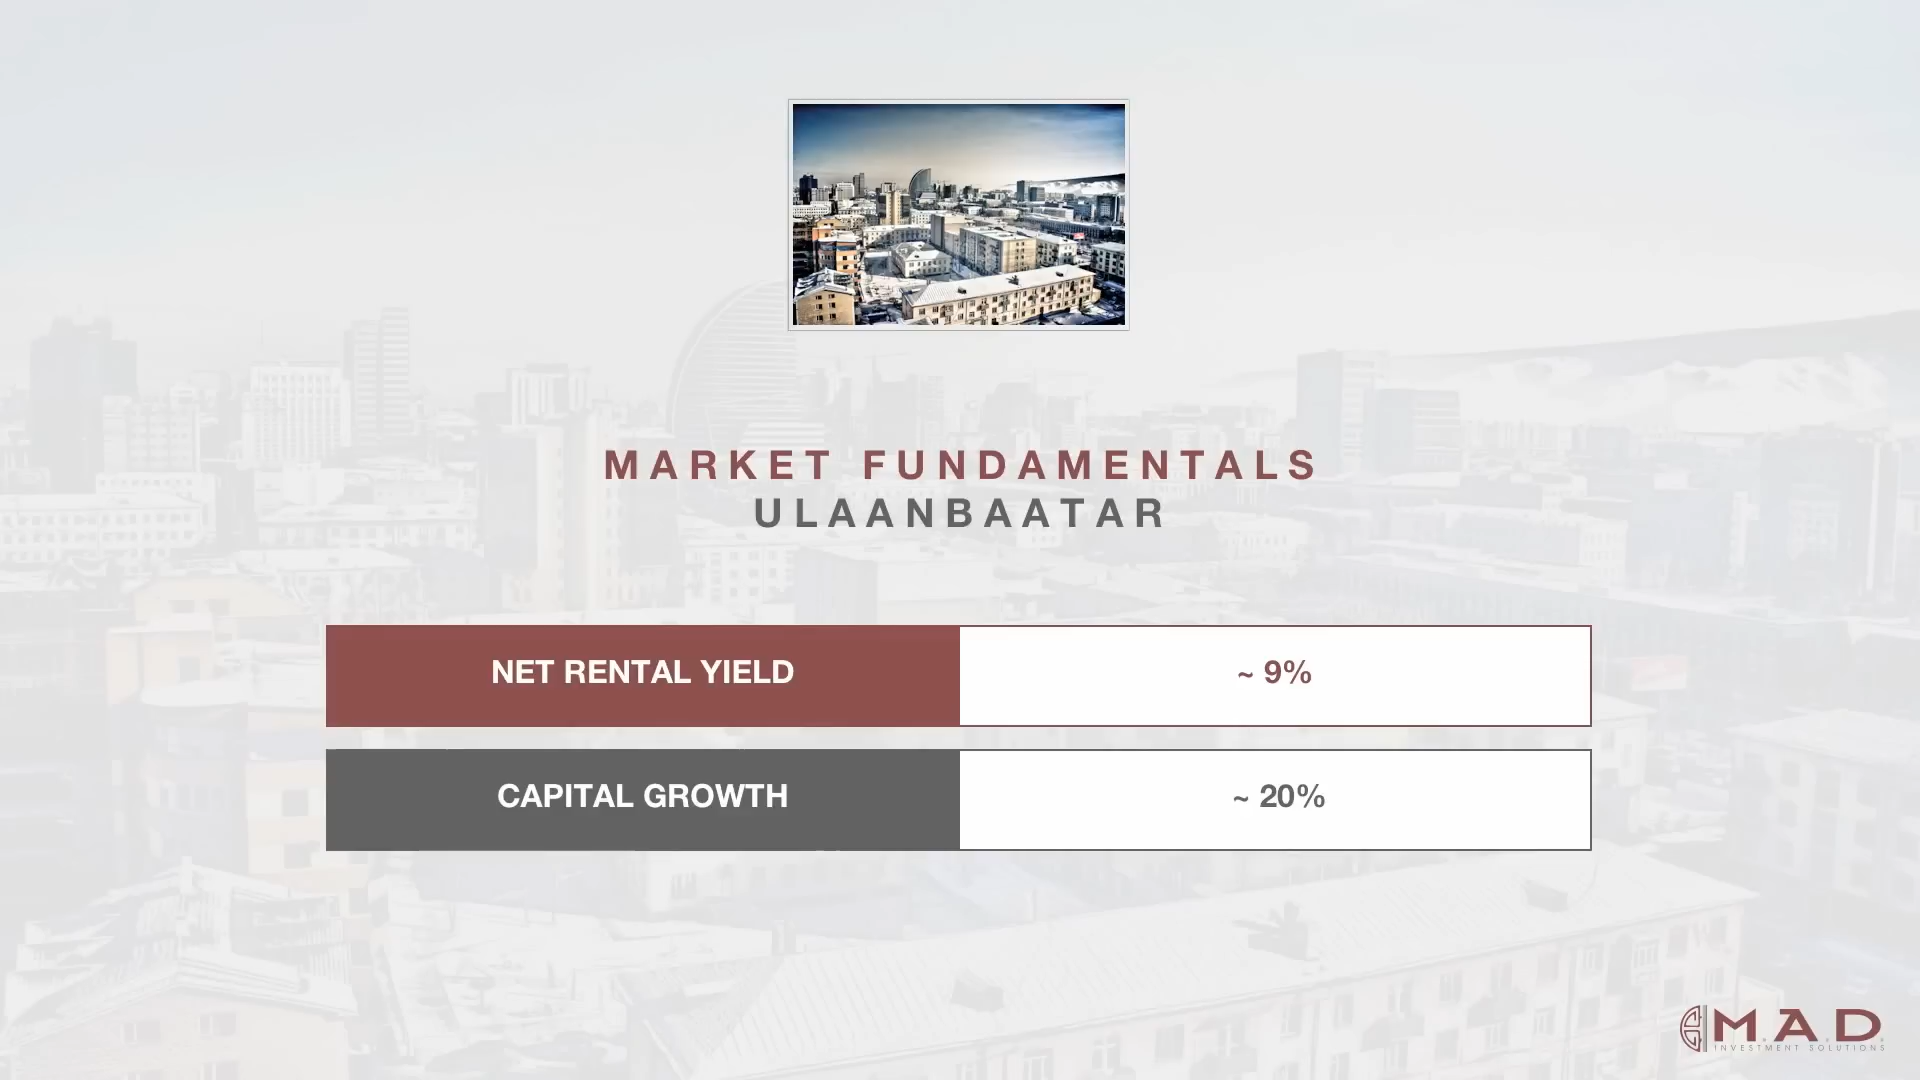 MARKET FUNDAMENTALS
ULAANBAATAR
NET RENTAL YIELD
~ 9%
CAPITAL GROWTH
~ 20%
M.A.D.
INVESTMENT SOLUTIONS